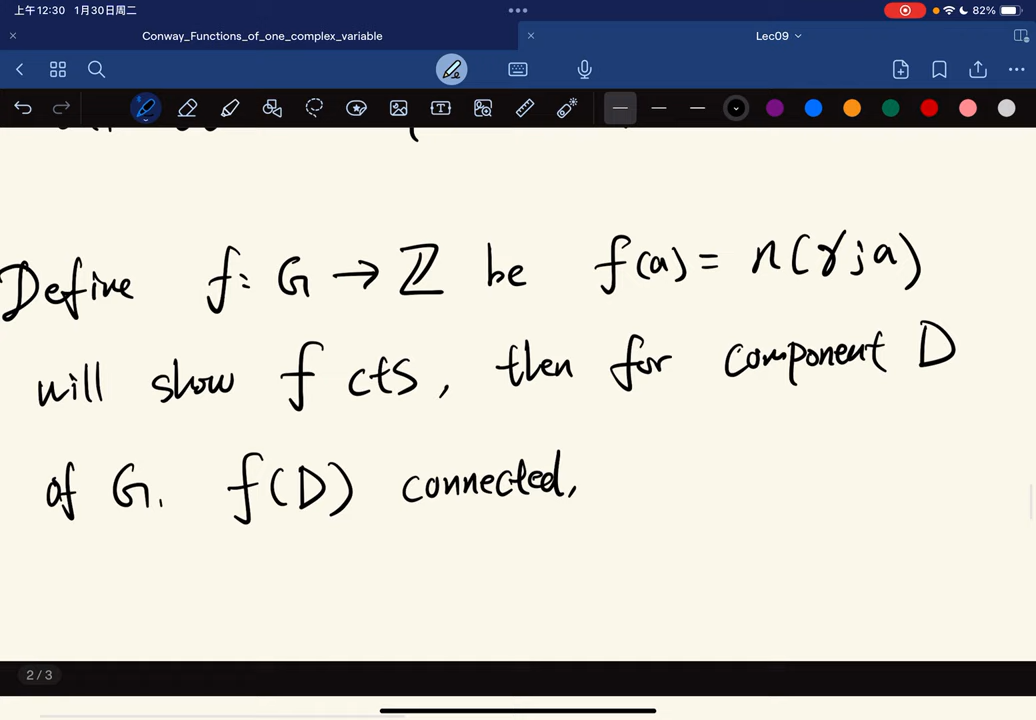 上午12:30 1月30日周二
82%
Conway_Functions_of_one_complex_variable
Lec09
Define f: G → ℤ be f(a) = n(γ; a)
will show f cts, then for component D
of G. f(D) connected,
2 / 3